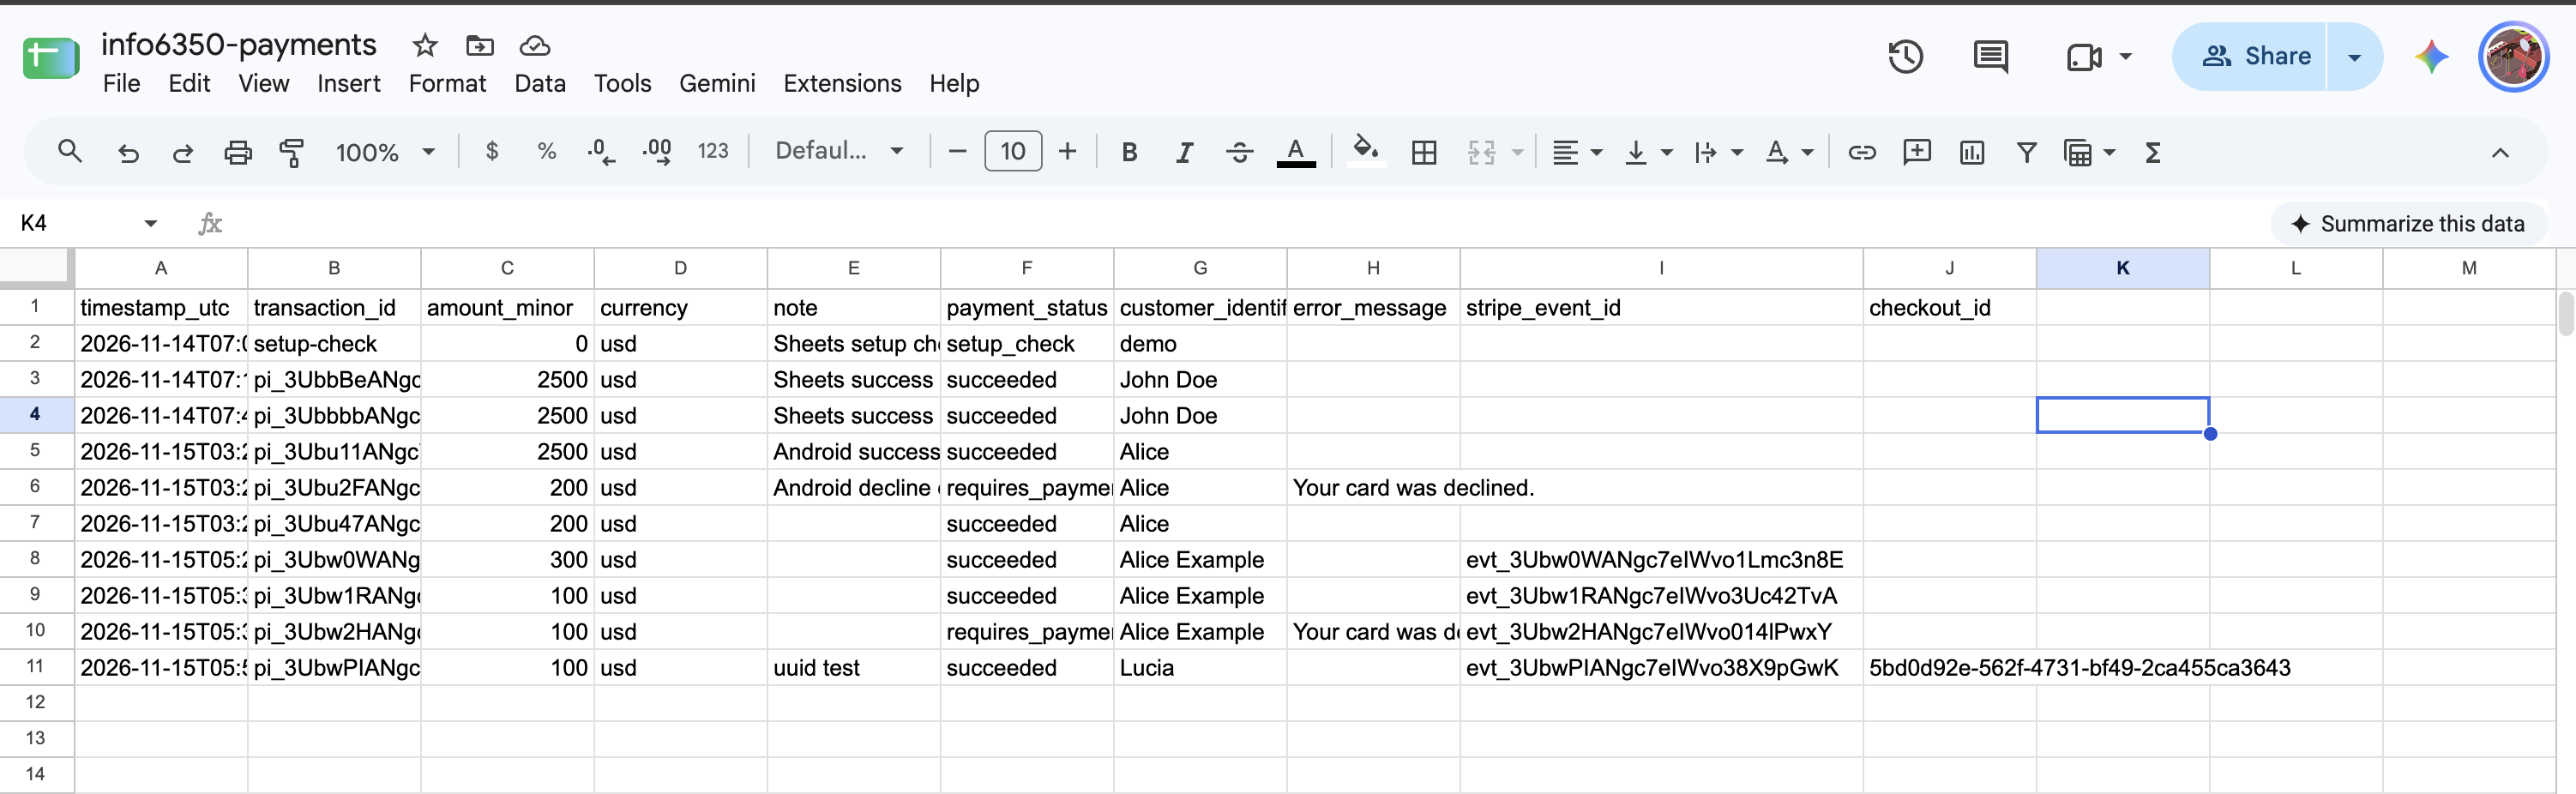 info6350-payments
File Edit View Insert Format Data Tools Gemini Extensions Help
Share
100% $ % .0 .00 123 Defaul... 10 B I A
K4 fx Summarize this data
A B C D E F G H I J K L M
1 timestamp_utc transaction_id amount_minor currency note payment_status customer_identif error_message stripe_event_id checkout_id
2 2026-11-14T07:0 setup-check 0 usd Sheets setup ch setup_check demo
3 2026-11-14T07: pi_3UbbBeANgc 2500 usd Sheets success succeeded John Doe
4 2026-11-14T07:4 pi_3UbbbbANgc 2500 usd Sheets success succeeded John Doe
5 2026-11-15T03:2 pi_3Ubu11ANgc 2500 usd Android success succeeded Alice
6 2026-11-15T03:2 pi_3Ubu2FANgc 200 usd Android decline requires_paymer Alice Your card was declined.
7 2026-11-15T03:2 pi_3Ubu47ANgc 200 usd succeeded Alice
8 2026-11-15T05:2 pi_3Ubw0WANg 300 usd succeeded Alice Example evt_3Ubw0WANgc7eIWvo1Lmc3n8E
9 2026-11-15T05:3 pi_3Ubw1RANg 100 usd succeeded Alice Example evt_3Ubw1RANgc7eIWvo3Uc42TvA
10 2026-11-15T05:3 pi_3Ubw2HANg 100 usd requires_paymer Alice Example Your card was d evt_3Ubw2HANgc7eIWvo014lPwxY
11 2026-11-15T05:5 pi_3UbwPIANgc 100 usd uuid test succeeded Lucia evt_3UbwPIANgc7eIWvo38X9pGwK 5bd0d92e-562f-4731-bf49-2ca455ca3643
12
13
14